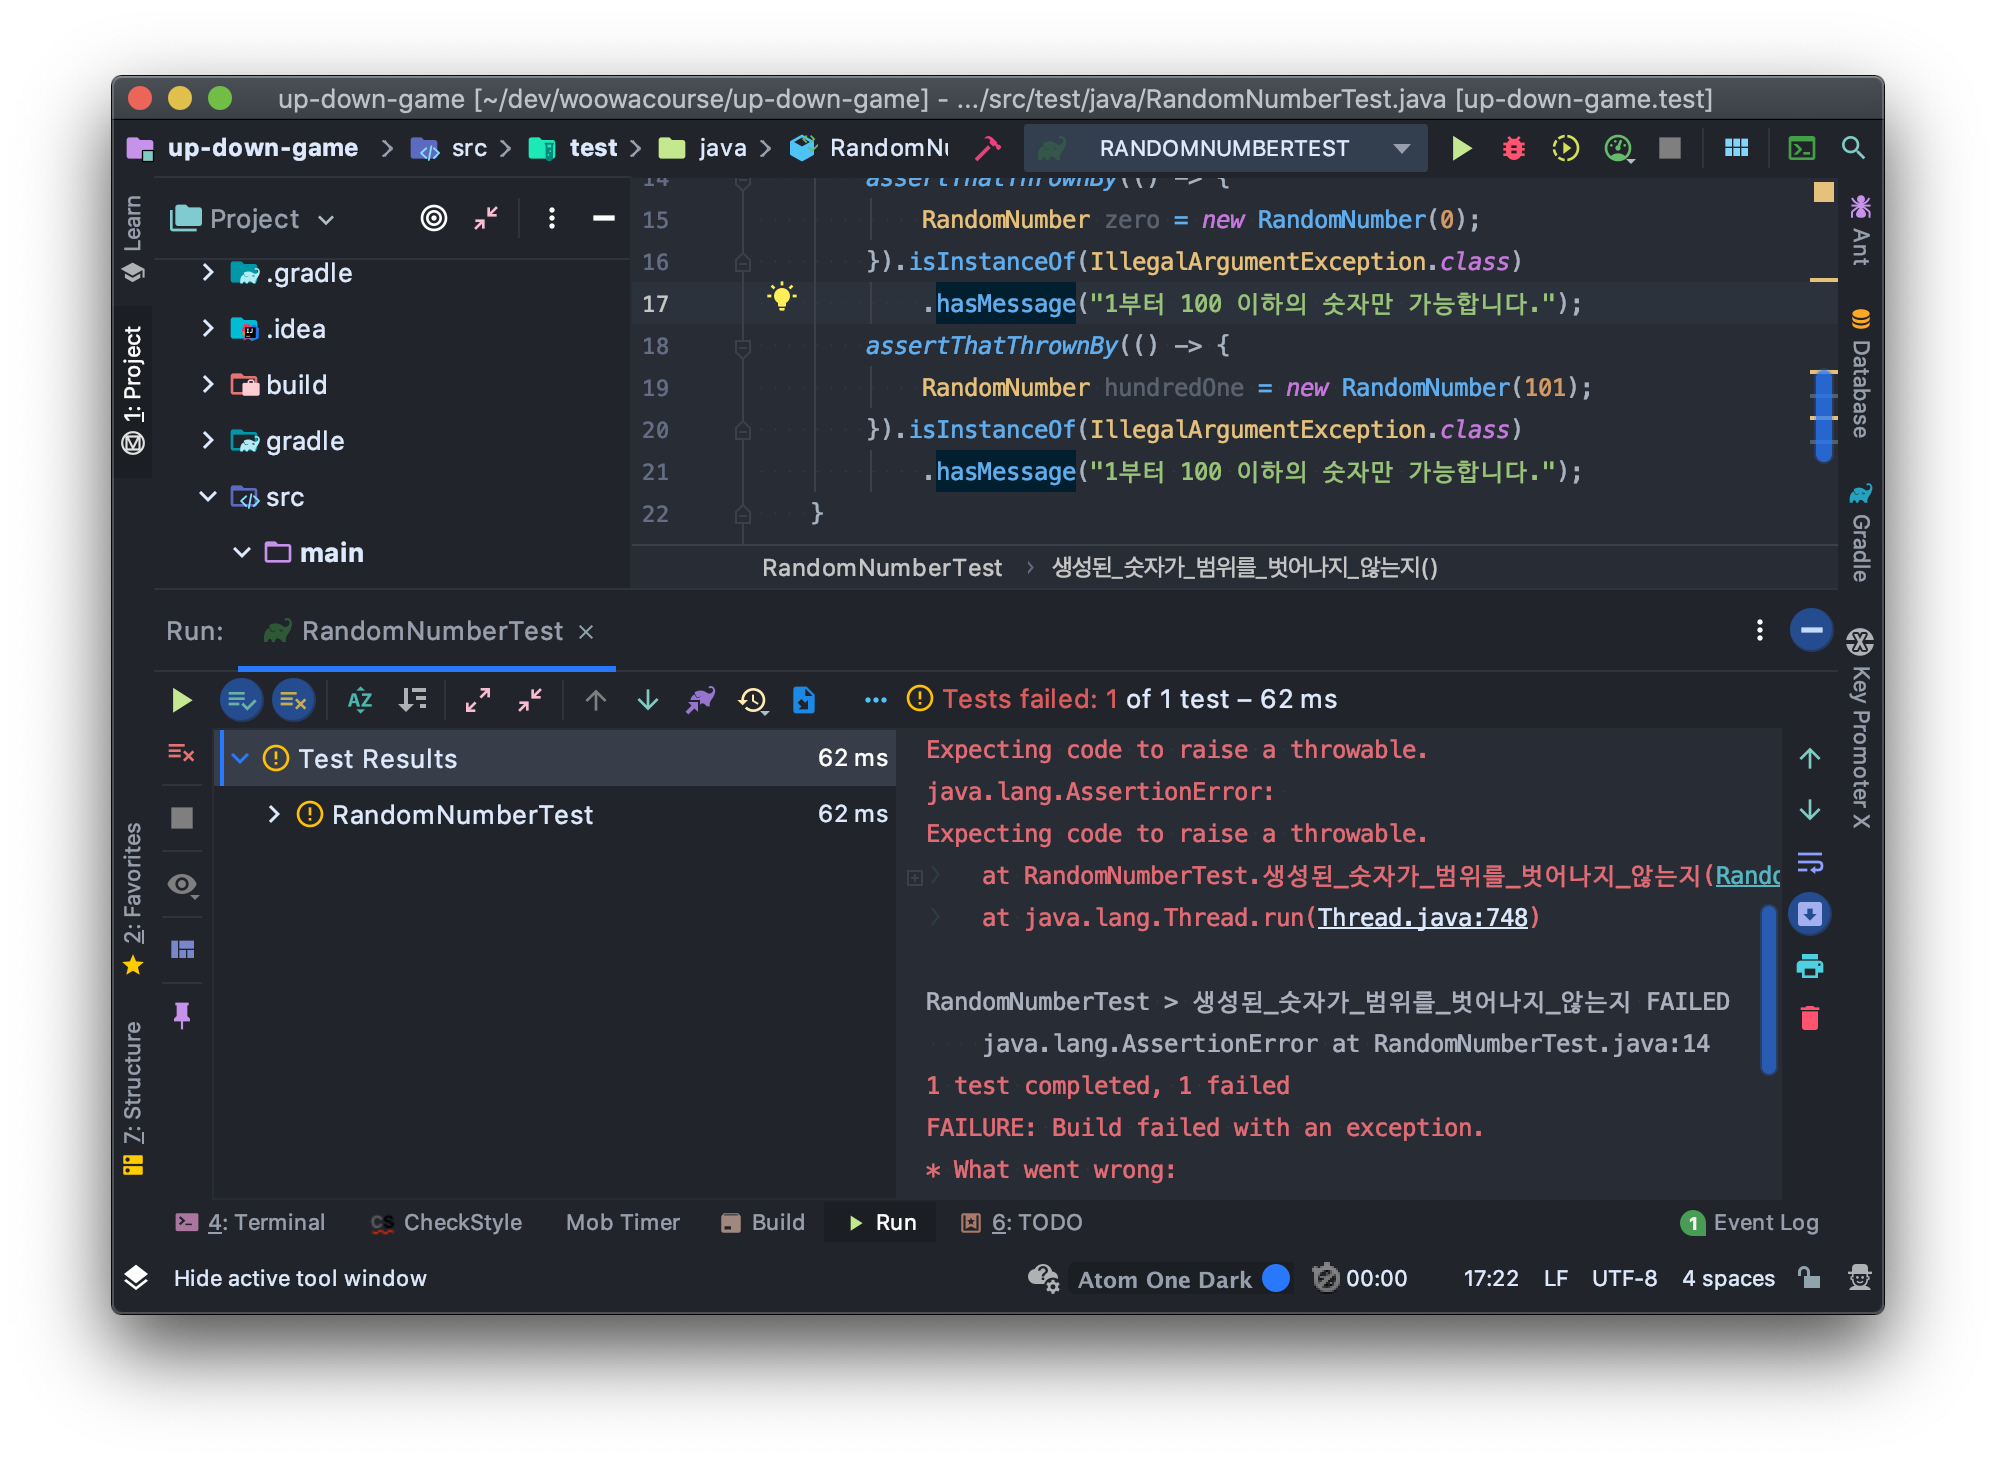 up-down-game [~/dev/woowacourse/up-down-game] - .../src/test/java/RandomNumberTest.java [up-down-game.test]
up-down-game src test java RandomNu RANDOMNUMBERTEST
Learn
1: Project
Project
.gradle
.idea
build
gradle
src
main
14 assertThatThrownBy(() -> {
15 RandomNumber zero = new RandomNumber(0);
16 }).isInstanceOf(IllegalArgumentException.class)
17 .hasMessage("1부터 100 이하의 숫자만 가능합니다.");
18 assertThatThrownBy(() -> {
19 RandomNumber hundredOne = new RandomNumber(101);
20 }).isInstanceOf(IllegalArgumentException.class)
21 .hasMessage("1부터 100 이하의 숫자만 가능합니다.");
22 }
RandomNumberTest › 생성된_숫자가_범위를_벗어나지_않는지()
Ant
Database
Gradle
Key Promoter X
Run: RandomNumberTest ×
Tests failed: 1 of 1 test – 62 ms
Test Results 62 ms
RandomNumberTest 62 ms
Expecting code to raise a throwable.
java.lang.AssertionError:
Expecting code to raise a throwable.
at RandomNumberTest.생성된_숫자가_범위를_벗어나지_않는지(Rando
at java.lang.Thread.run(Thread.java:748)
RandomNumberTest > 생성된_숫자가_범위를_벗어나지_않는지 FAILED
java.lang.AssertionError at RandomNumberTest.java:14
1 test completed, 1 failed
FAILURE: Build failed with an exception.
* What went wrong:
2: Favorites
7: Structure
4: Terminal CS CheckStyle Mob Timer Build Run 6: TODO 1 Event Log
Hide active tool window Atom One Dark 00:00 17:22 LF UTF-8 4 spaces